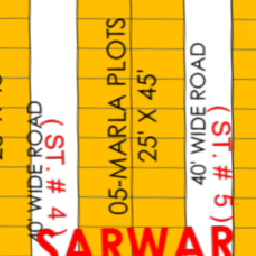 40' WIDE ROAD
(ST. # 4)
05-MARLA PLOTS
25' X 45'
40' WIDE ROAD
(ST. # 5)
SARWAR